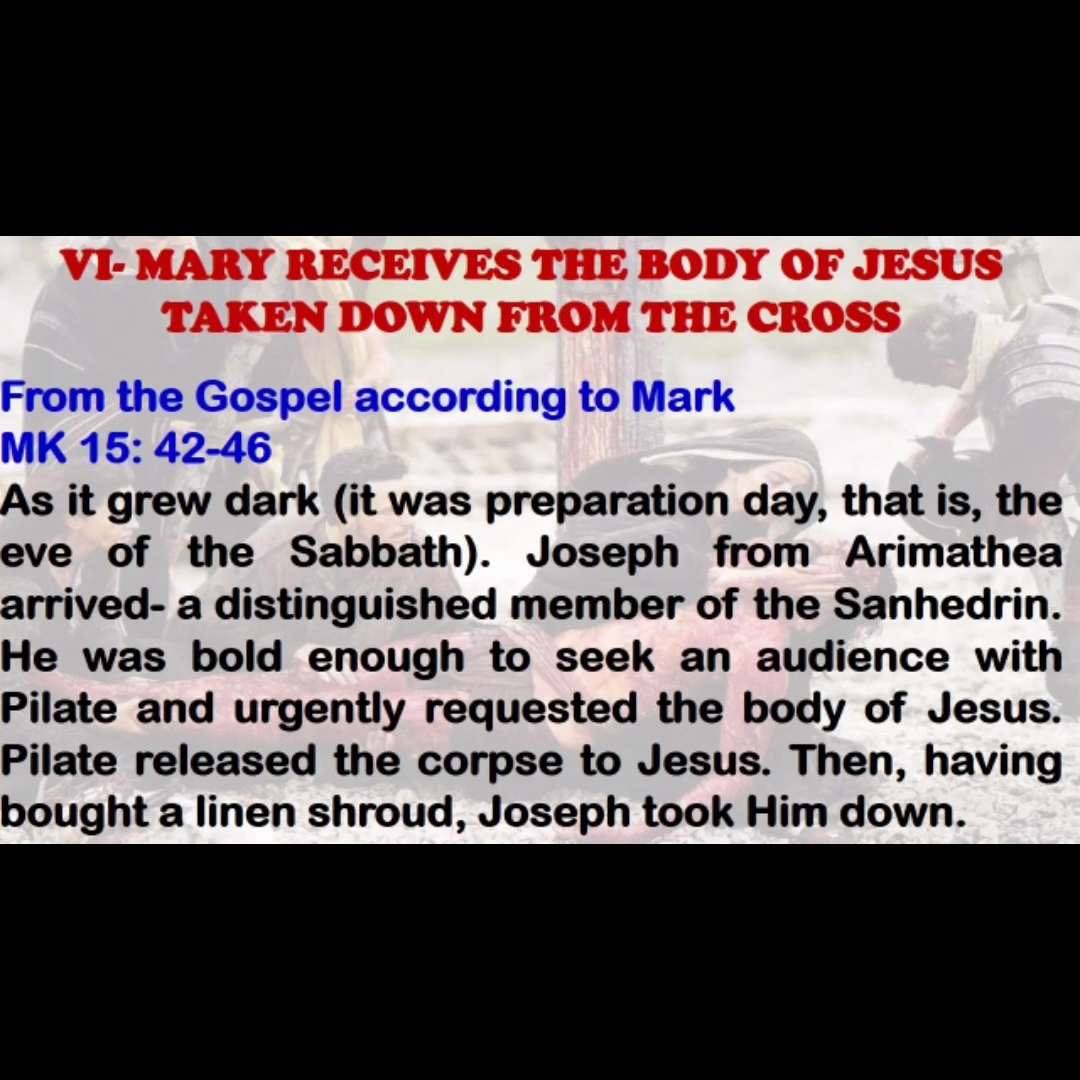 VI- MARY RECEIVES THE BODY OF JESUS
TAKEN DOWN FROM THE CROSS
From the Gospel according to Mark
MK 15: 42-46
As it grew dark (it was preparation day, that is, the
eve of the Sabbath). Joseph from Arimathea
arrived- a distinguished member of the Sanhedrin.
He was bold enough to seek an audience with
Pilate and urgently requested the body of Jesus.
Pilate released the corpse to Jesus. Then, having
bought a linen shroud, Joseph took Him down.